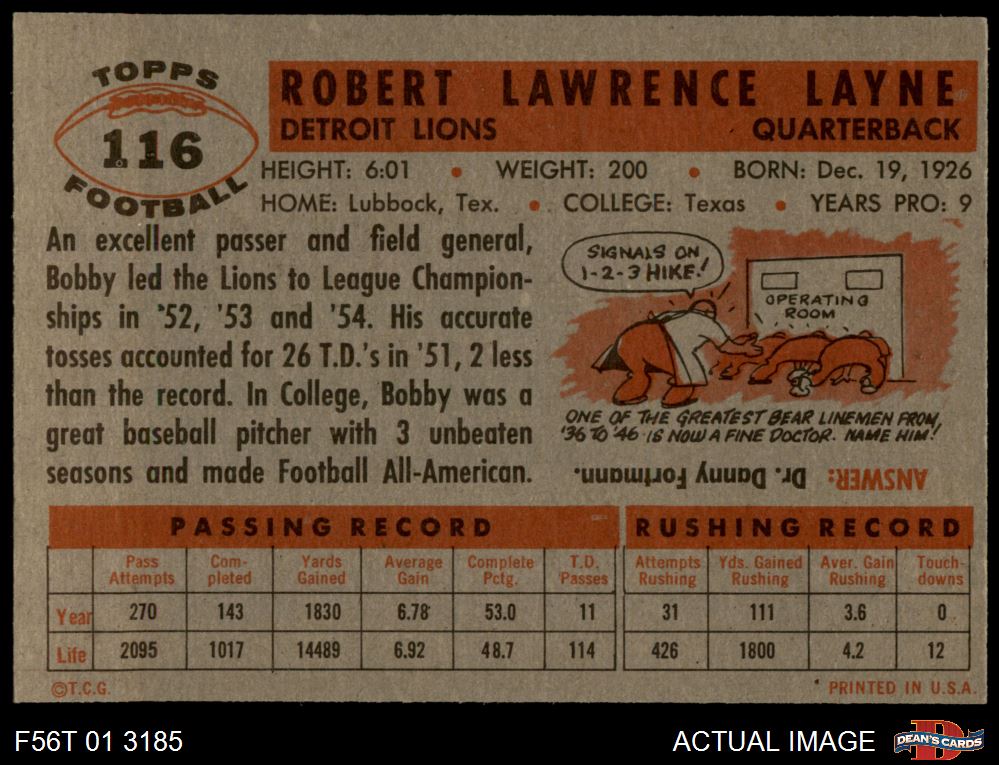 TOPPS
116
FOOTBALL
ROBERT LAWRENCE LAYNE
DETROIT LIONS QUARTERBACK
HEIGHT: 6:01 • WEIGHT: 200 • BORN: Dec. 19, 1926
HOME: Lubbock, Tex. • COLLEGE: Texas • YEARS PRO: 9
An excellent passer and field general,
Bobby led the Lions to League Champion-
ships in '52, '53 and '54. His accurate
tosses accounted for 26 T.D.'s in '51, 2 less
than the record. In College, Bobby was a
great baseball pitcher with 3 unbeaten
seasons and made Football All-American.
SIGNALS ON
1-2-3 HIKE!
OPERATING
ROOM
ONE OF THE GREATEST BEAR LINEMEN FROM
'36 TO '46 IS NOW A FINE DOCTOR. NAME HIM!
ANSWER: Dr. Danny Fortmann.
PASSING RECORD RUSHING RECORD
Pass Com- Yards Average Complete T.D. Attempts Yds. Gained Aver. Gain Touch-
Attempts pleted Gained Gain Pctg. Passes Rushing Rushing Rushing downs
Year 270 143 1830 6.78 53.0 11 31 111 3.6 0
Life 2095 1017 14489 6.92 48.7 114 426 1800 4.2 12
©T.C.G. PRINTED IN U.S.A.
F56T 01 3185 ACTUAL IMAGE DEAN'S CARDS